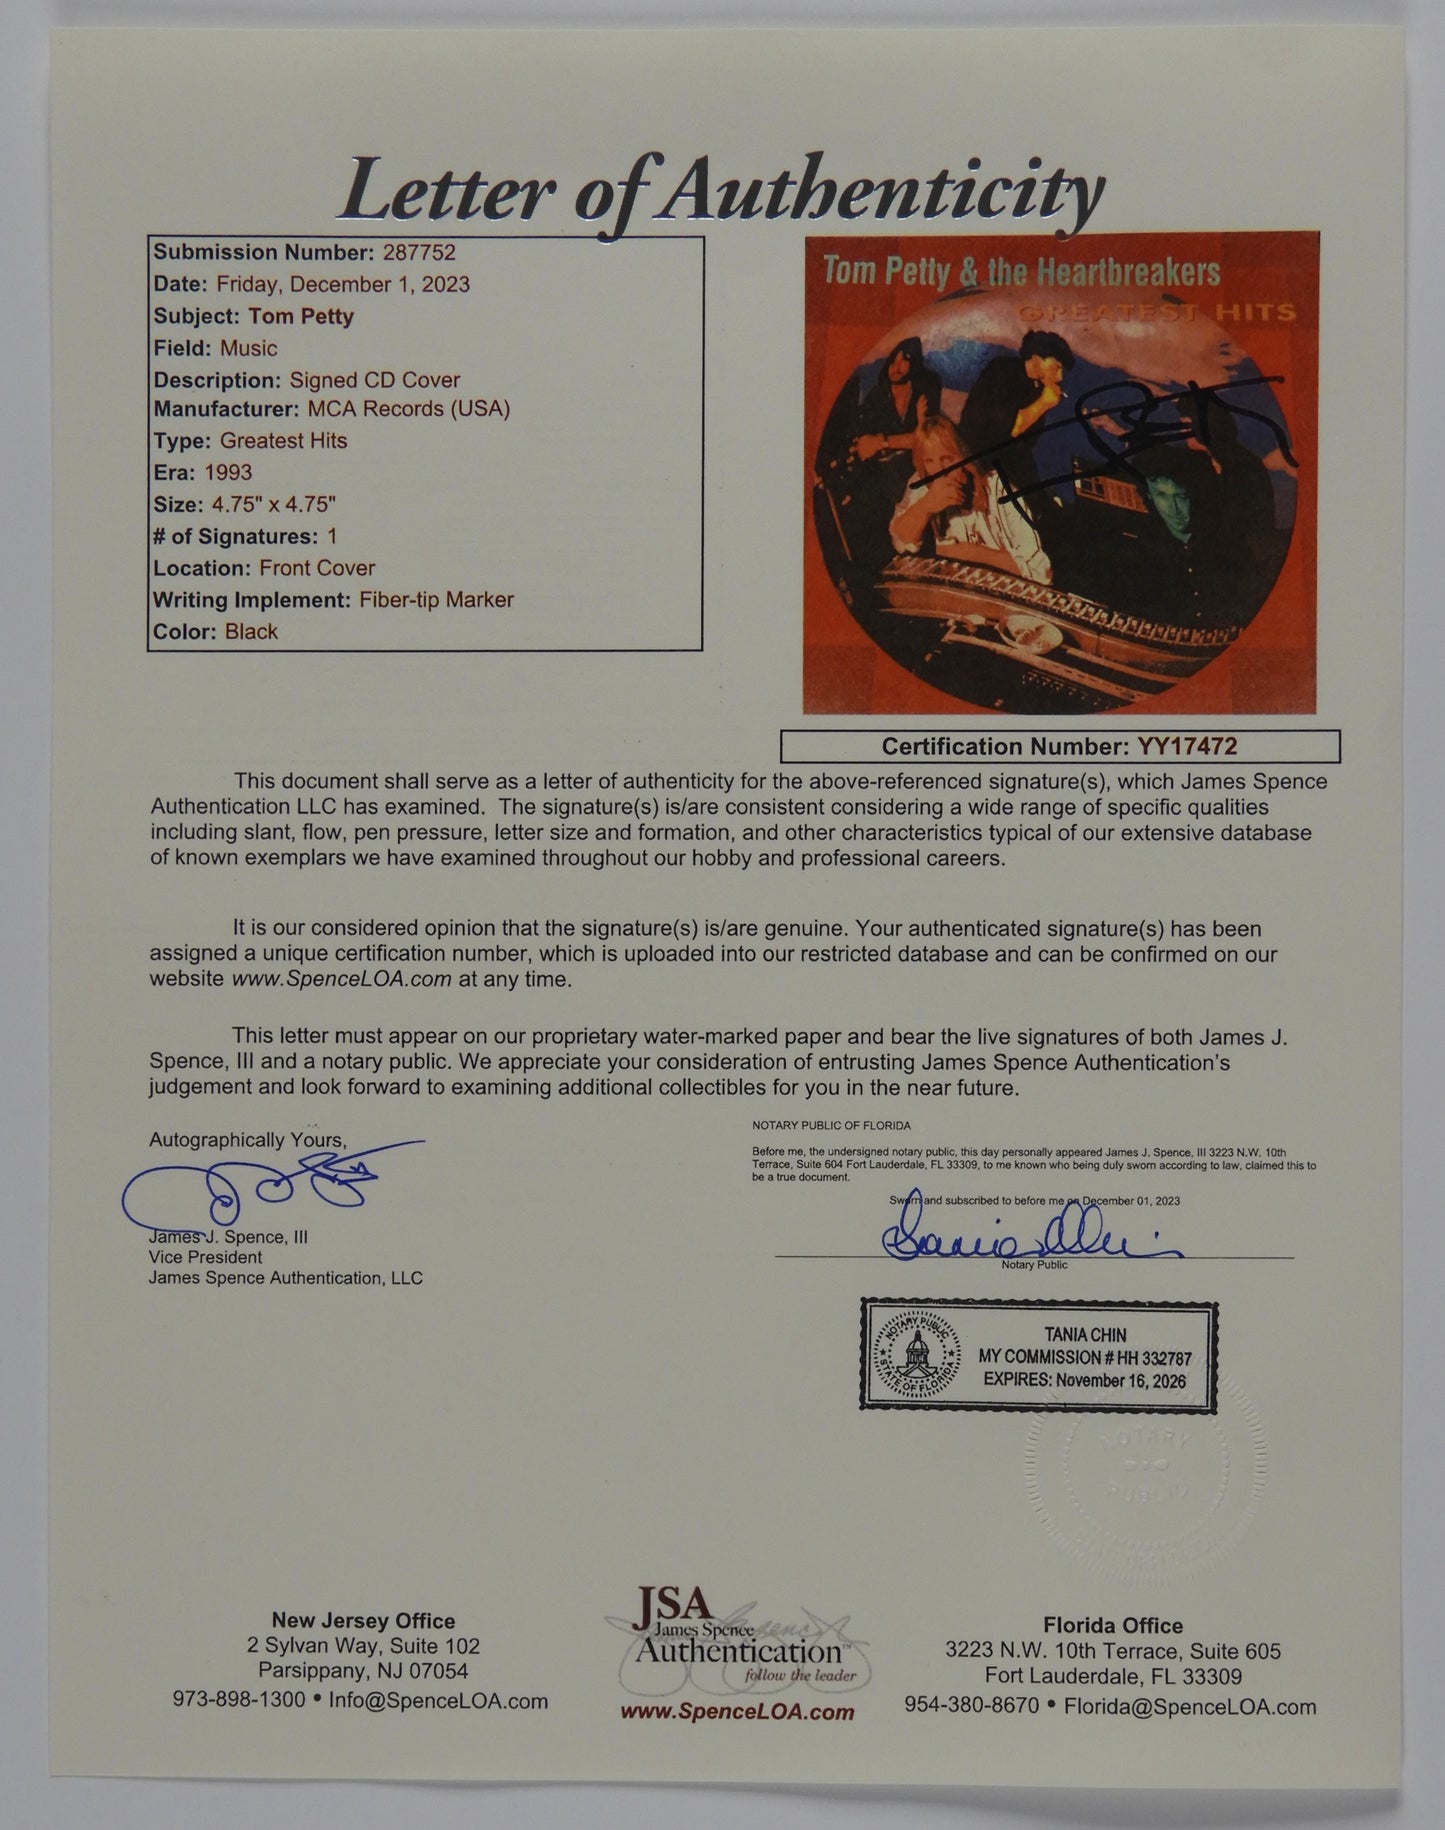 Letter of Authenticity
Submission Number: 287752
Date: Friday, December 1, 2023
Subject: Tom Petty
Field: Music
Description: Signed CD Cover
Manufacturer: MCA Records (USA)
Type: Greatest Hits
Era: 1993
Size: 4.75" x 4.75"
# of Signatures: 1
Location: Front Cover
Writing Implement: Fiber-tip Marker
Color: Black
Tom Petty & the Heartbreakers
GREATEST HITS
Certification Number: YY17472
This document shall serve as a letter of authenticity for the above-referenced signature(s), which James Spence
Authentication LLC has examined. The signature(s) is/are consistent considering a wide range of specific qualities
including slant, flow, pen pressure, letter size and formation, and other characteristics typical of our extensive database
of known exemplars we have examined throughout our hobby and professional careers.
It is our considered opinion that the signature(s) is/are genuine. Your authenticated signature(s) has been
assigned a unique certification number, which is uploaded into our restricted database and can be confirmed on our
website www.SpenceLOA.com at any time.
This letter must appear on our proprietary water-marked paper and bear the live signatures of both James J.
Spence, III and a notary public. We appreciate your consideration of entrusting James Spence Authentication's
judgement and look forward to examining additional collectibles for you in the near future.
Autographically Yours,
James J. Spence, III
Vice President
James Spence Authentication, LLC
NOTARY PUBLIC OF FLORIDA
Before me, the undersigned notary public, this day personally appeared James J. Spence, III 3223 N.W. 10th
Terrace, Suite 604 Fort Lauderdale, FL 33309, to me known who being duly sworn according to law, claimed this to
be a true document.
Sworn and subscribed to before me on December 01, 2023
Notary Public
NOTARY PUBLIC
STATE OF FLORIDA
TANIA CHIN
MY COMMISSION # HH 332787
EXPIRES: November 16, 2026
NOTARY
PUBLIC
New Jersey Office
2 Sylvan Way, Suite 102
Parsippany, NJ 07054
973-898-1300 • Info@SpenceLOA.com
JSA
James Spence
Authentication™
follow the leader
www.SpenceLOA.com
Florida Office
3223 N.W. 10th Terrace, Suite 605
Fort Lauderdale, FL 33309
954-380-8670 • Florida@SpenceLOA.com